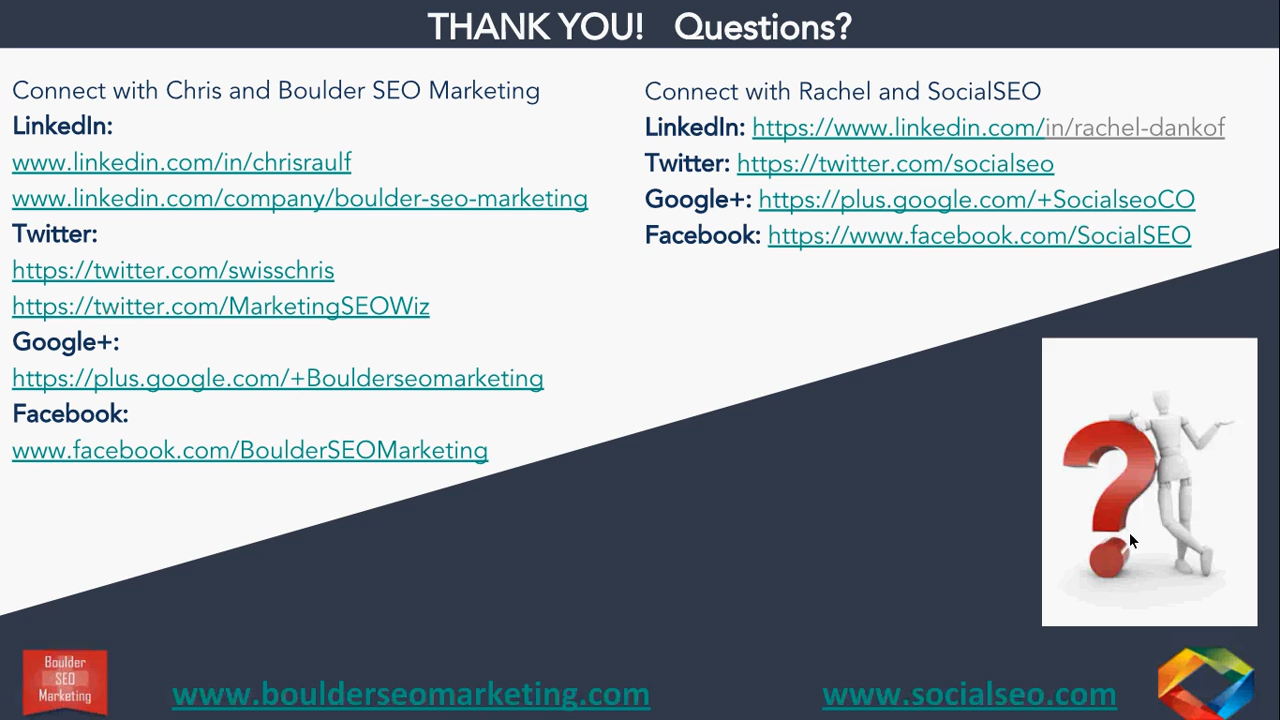 THANK YOU! Questions?
Connect with Chris and Boulder SEO Marketing
LinkedIn:
www.linkedin.com/in/chrisraulf
www.linkedin.com/company/boulder-seo-marketing
Twitter:
https://twitter.com/swisschris
https://twitter.com/MarketingSEOWiz
Google+:
https://plus.google.com/+Boulderseomarketing
Facebook:
www.facebook.com/BoulderSEOMarketing
Connect with Rachel and SocialSEO
LinkedIn: https://www.linkedin.com/in/rachel-dankof
Twitter: https://twitter.com/socialseo
Google+: https://plus.google.com/+SocialseoCO
Facebook: https://www.facebook.com/SocialSEO
Boulder
SEO
Marketing
www.boulderseomarketing.com
www.socialseo.com